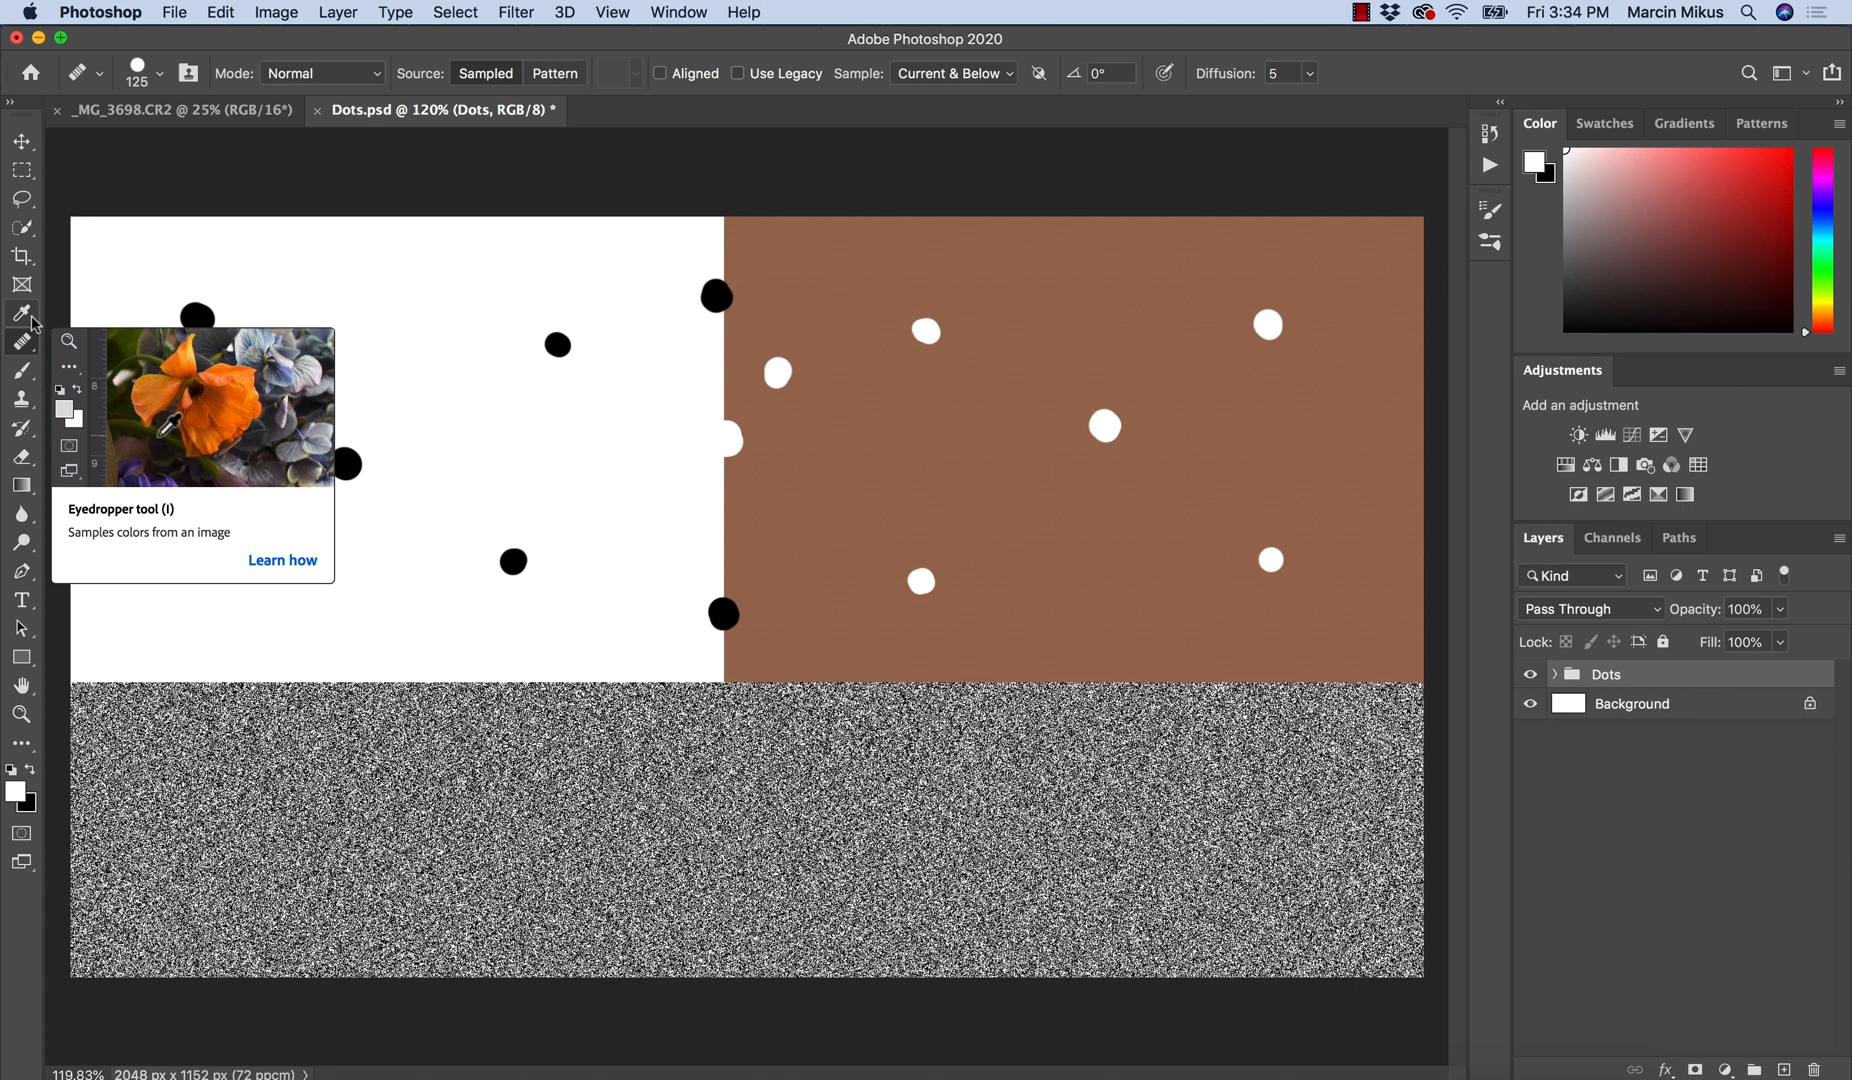 Photoshop File Edit Image Layer Type Select Filter 3D View Window Help Fri 3:34 PM Marcin Mikus
Adobe Photoshop 2020
125 Mode: Normal Source: Sampled Pattern Aligned Use Legacy Sample: Current & Below 0° Diffusion: 5
× _MG_3698.CR2 @ 25% (RGB/16*) × Dots.psd @ 120% (Dots, RGB/8) *
Color Swatches Gradients Patterns
8
9
Eyedropper tool (I)
Samples colors from an image
Learn how
Adjustments
Add an adjustment
Layers Channels Paths
Kind
Pass Through Opacity: 100%
Lock: Fill: 100%
Dots
Background
fx
119.83% 2048 px x 1152 px (72 ppcm)